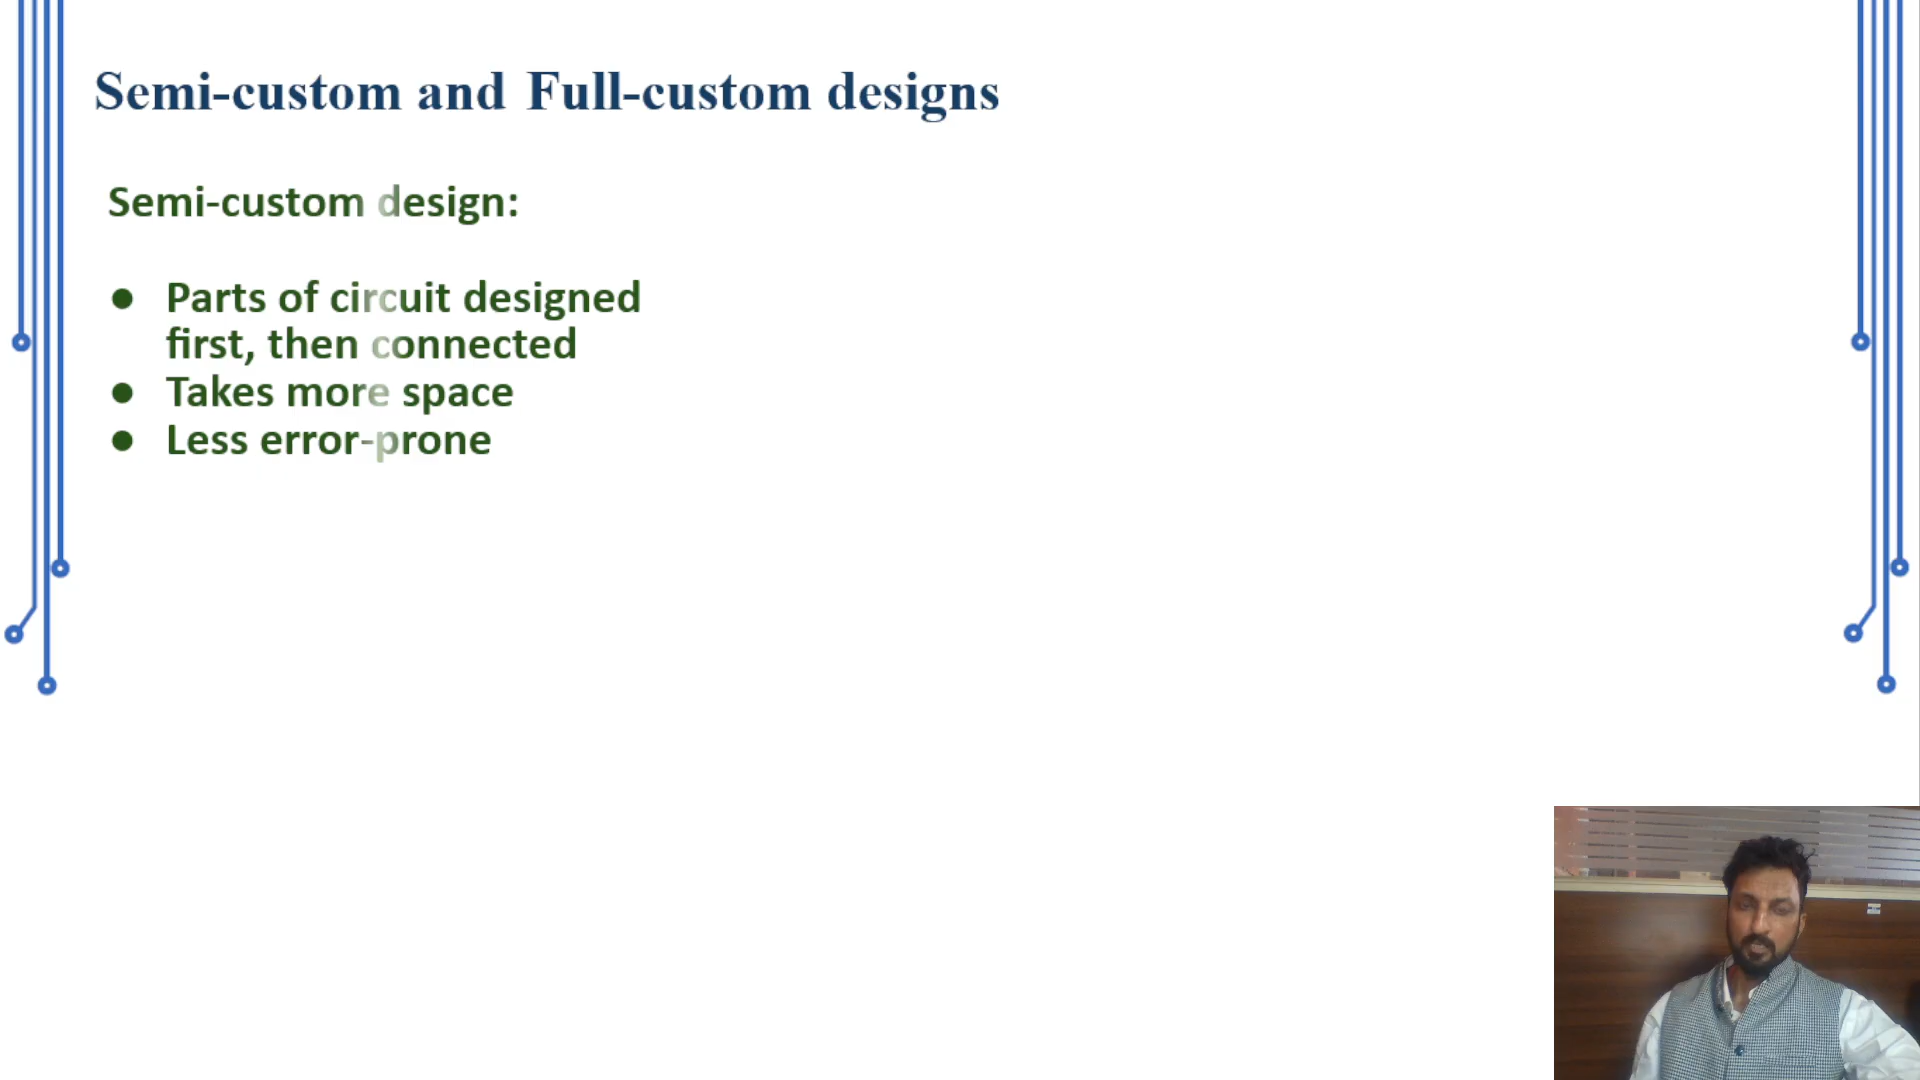 Semi-custom and Full-custom designs
Semi-custom design:
● Parts of circuit designed
first, then connected
● Takes more space
● Less error-prone